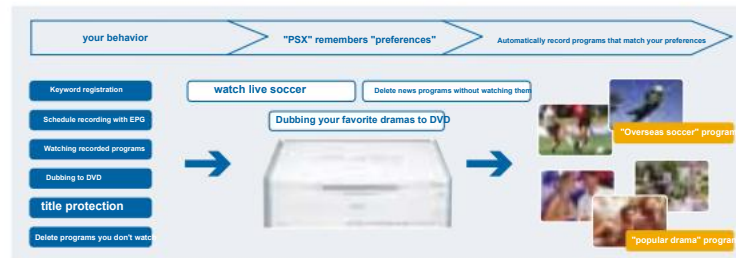 your behavior
"PSX" remembers "preferences"
Automatically record programs that match your preferences
Keyword registration
Schedule recording with EPG
Watching recorded programs
Dubbing to DVD
title protection
Delete programs you don't watch
watch live soccer
Delete news programs without watching them
Dubbing your favorite dramas to DVD
"Overseas soccer" program
"popular drama" program